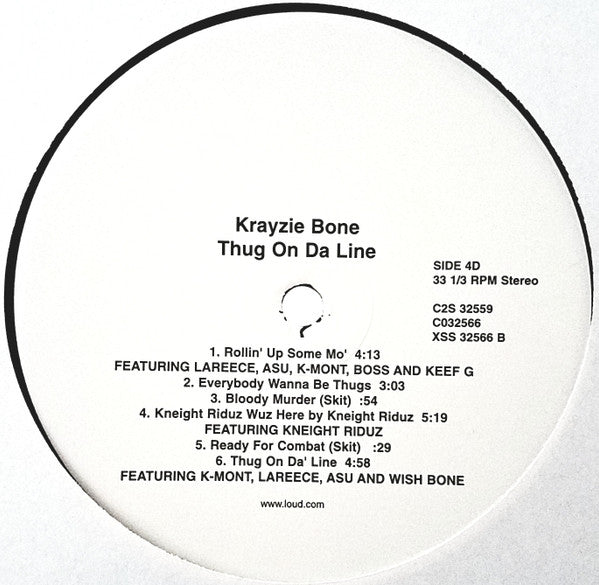 Krayzie Bone
Thug On Da Line
SIDE 4D
33 1/3 RPM Stereo
C2S 32559
C032566
XSS 32566 B
1. Rollin' Up Some Mo' 4:13
FEATURING LAREECE, ASU, K-MONT, BOSS AND KEEF G
2. Everybody Wanna Be Thugs 3:03
3. Bloody Murder (Skit) :54
4. Kneight Riduz Wuz Here by Kneight Riduz 5:19
FEATURING KNEIGHT RIDUZ
5. Ready For Combat (Skit) :29
6. Thug On Da' Line 4:58
FEATURING K-MONT, LAREECE, ASU AND WISH BONE
www.loud.com